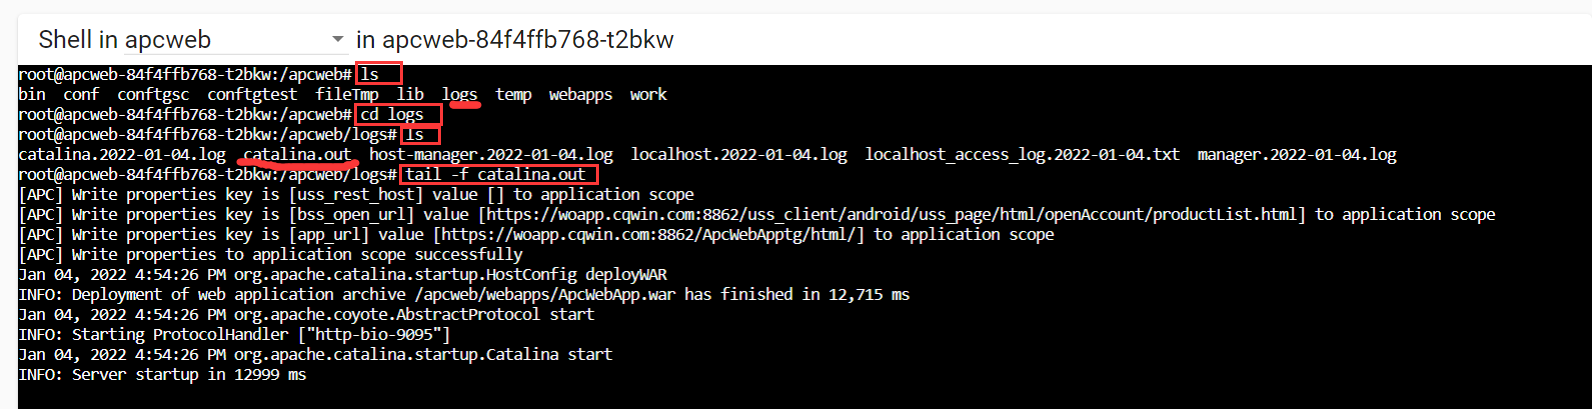 Shell in apcweb in apcweb-84f4ffb768-t2bkw
root@apcweb-84f4ffb768-t2bkw:/apcweb# ls
bin conf conftgsc conftgtest fileTmp lib logs temp webapps work
root@apcweb-84f4ffb768-t2bkw:/apcweb# cd logs
root@apcweb-84f4ffb768-t2bkw:/apcweb/logs# ls
catalina.2022-01-04.log catalina.out host-manager.2022-01-04.log localhost.2022-01-04.log localhost_access_log.2022-01-04.txt manager.2022-01-04.log
root@apcweb-84f4ffb768-t2bkw:/apcweb/logs# tail -f catalina.out
[APC] Write properties key is [uss_rest_host] value [] to application scope
[APC] Write properties key is [bss_open_url] value [https://woapp.cqwin.com:8862/uss_client/android/uss_page/html/openAccount/productList.html] to application scope
[APC] Write properties key is [app_url] value [https://woapp.cqwin.com:8862/ApcWebApptg/html/] to application scope
[APC] Write properties to application scope successfully
Jan 04, 2022 4:54:26 PM org.apache.catalina.startup.HostConfig deployWAR
INFO: Deployment of web application archive /apcweb/webapps/ApcWebApp.war has finished in 12,715 ms
Jan 04, 2022 4:54:26 PM org.apache.coyote.AbstractProtocol start
INFO: Starting ProtocolHandler ["http-bio-9095"]
Jan 04, 2022 4:54:26 PM org.apache.catalina.startup.Catalina start
INFO: Server startup in 12999 ms